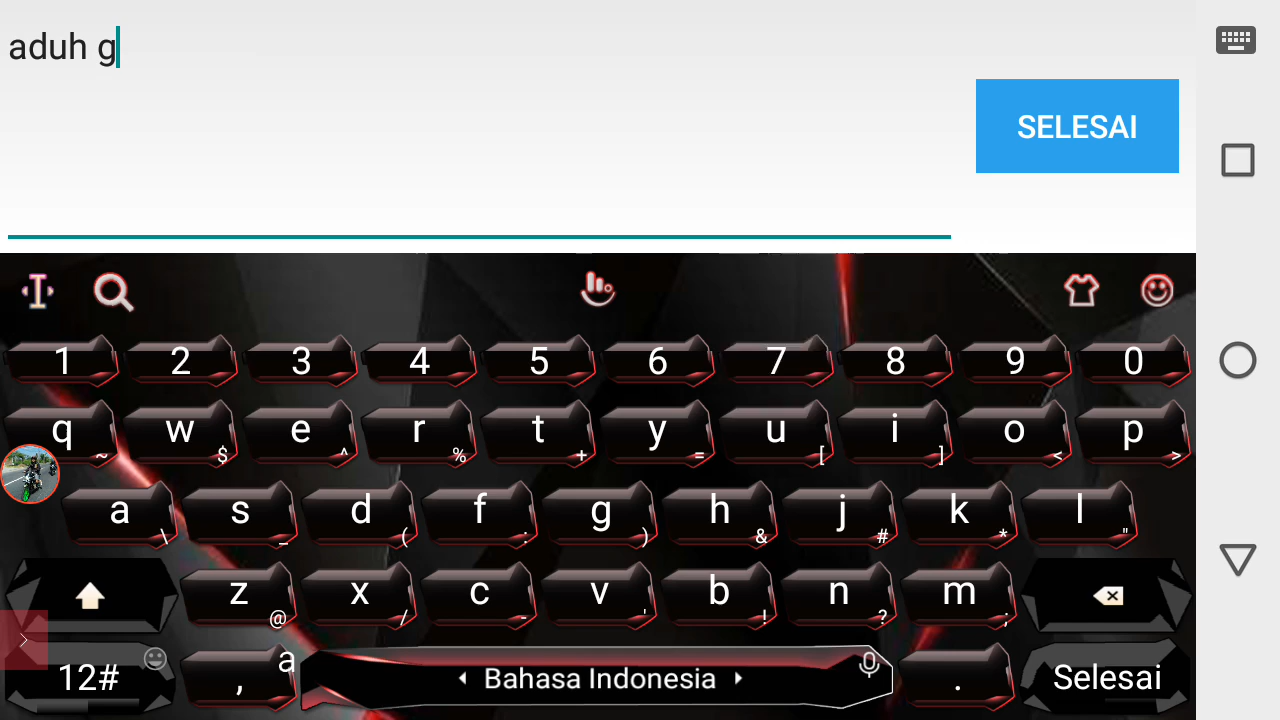 aduh g
SELESAI
1 2 3 4 5 6 7 8 9 0
q w e r t y u i o p
~ $ ^ % + = [ ] < >
a s d f g h j k l
\ _ ( : ) & # * "
z x c v b n m
@ / - ' ! ? ;
12# , a Bahasa Indonesia . Selesai